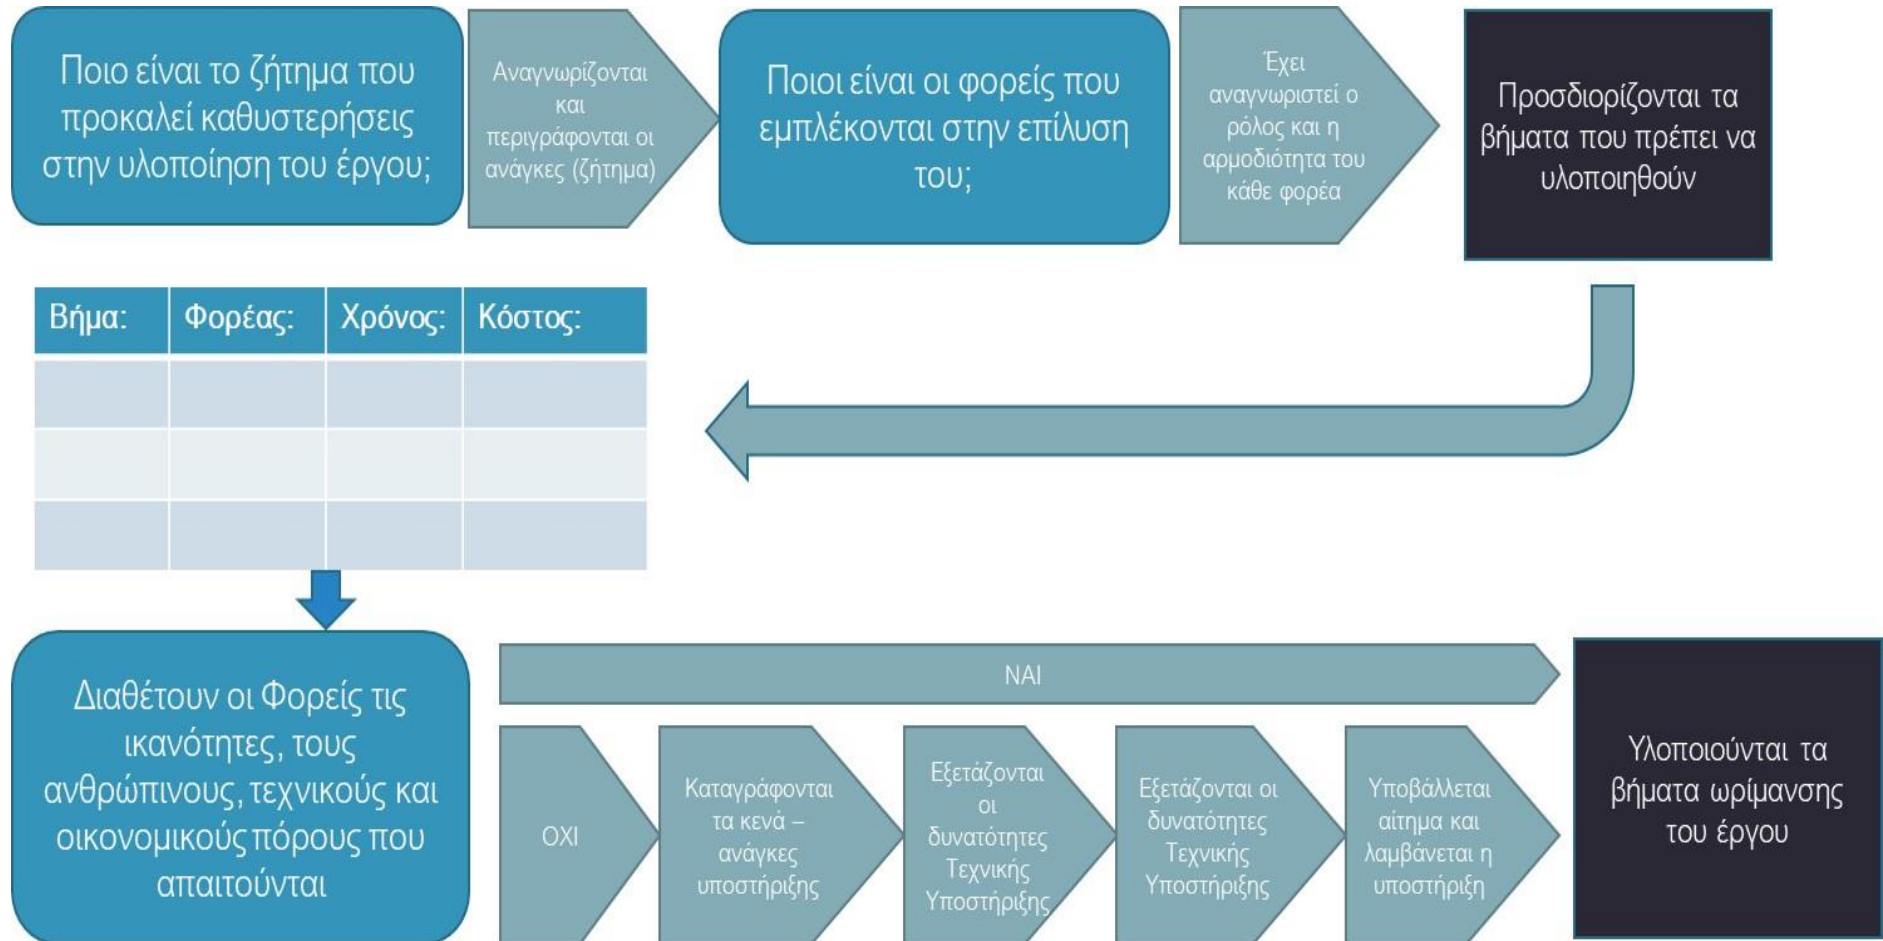 Ποιο είναι το ζήτημα που
προκαλεί καθυστερήσεις
στην υλοποίηση του έργου;
Αναγνωρίζονται
και
περιγράφονται οι
ανάγκες (ζήτημα)
Ποιοι είναι οι φορείς που
εμπλέκονται στην επίλυση
του;
Έχει
αναγνωριστεί ο
ρόλος και η
αρμοδιότητα του
κάθε φορέα
Προσδιορίζονται τα
βήματα που πρέπει να
υλοποιηθούν
Βήμα: Φορέας: Χρόνος: Κόστος:
Διαθέτουν οι Φορείς τις
ικανότητες, τους
ανθρώπινους, τεχνικούς και
οικονομικούς πόρους που
απαιτούνται
ΝΑΙ
ΟΧΙ
Καταγράφονται
τα κενά –
ανάγκες
υποστήριξης
Εξετάζονται
οι
δυνατότητες
Τεχνικής
Υποστήριξης
Εξετάζονται οι
δυνατότητες
Τεχνικής
Υποστήριξης
Υποβάλλεται
αίτημα και
λαμβάνεται η
υποστήριξη
Υλοποιούνται τα
βήματα ωρίμανσης
του έργου